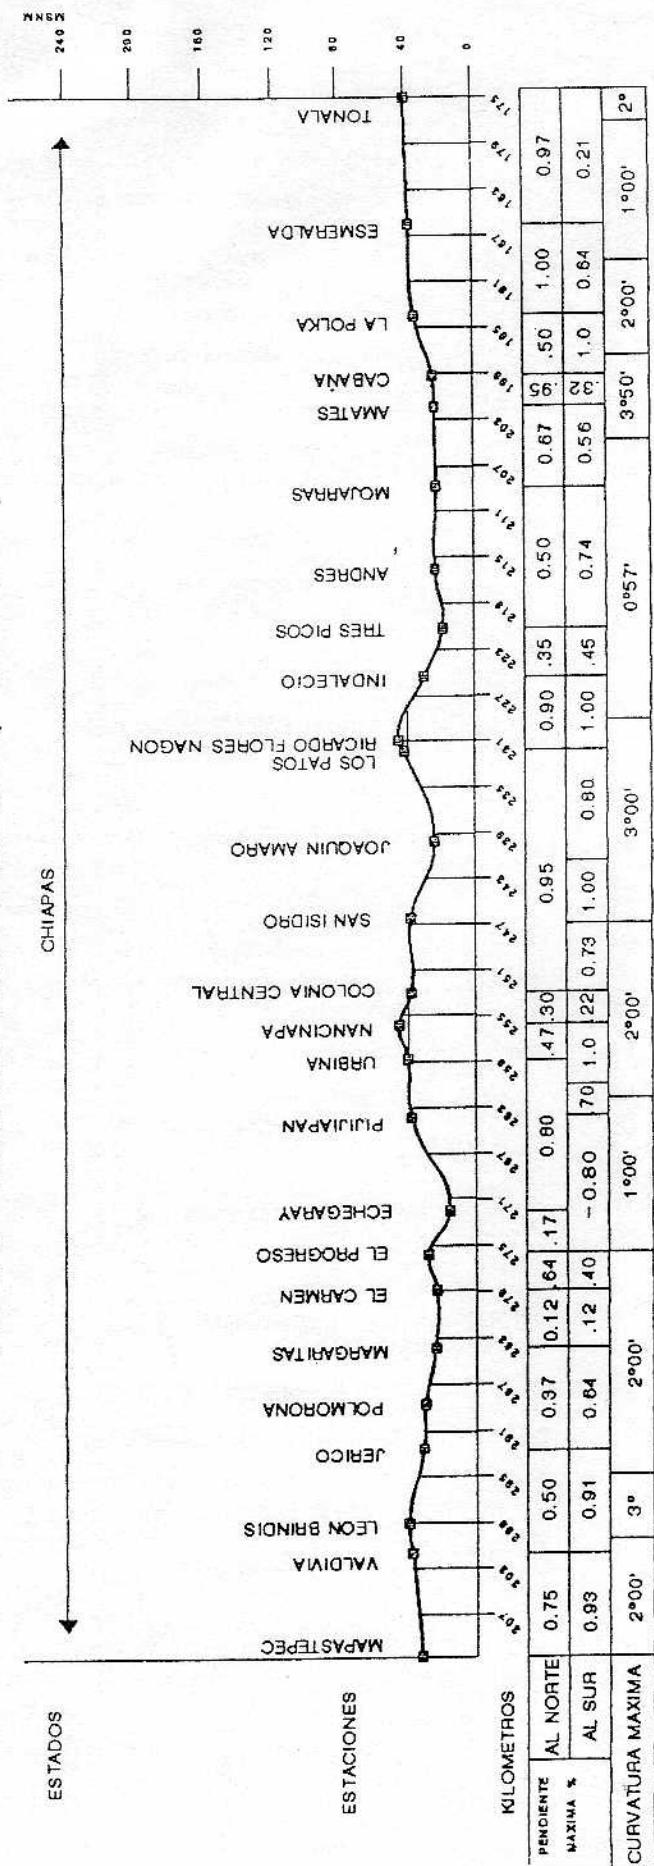 MSNM
240
200
160
120
80
40
0
ESTADOS
CHIAPAS
ESTACIONES
MAPASTEPEC
VALDIVIA
LEON BRINDIS
JERICO
POLMORONA
MARGARITAS
EL CARMEN
EL PROGRESO
ECHEGARAY
PIJIJIAPAN
URBINA
NANCINAPA
COLONIA CENTRAL
SAN ISIDRO
JOAQUIN AMARO
LOS PATOS
RICARDO FLORES NAGON
INDALECIO
TRES PICOS
ANDRES
MOJARRAS
AMATES
CABAÑA
LA POLKA
ESMERALDA
TONALA
KILOMETROS
PENDIENTE MAXIMA %
AL NORTE 0.75 0.50 0.37 0.12 .64 .17 0.80 .47 .30 0.95 0.90 .35 0.50 0.67 .95 .50 1.00 0.97
AL SUR 0.93 0.91 0.64 .12 .40 -0.80 .70 1.0 .22 0.73 1.00 0.80 1.00 .45 0.74 0.56 .32 1.0 0.64 0.21
CURVATURA MAXIMA 2°00' 3° 2°00' 1°00' 2°00' 3°00' 0°57' 3°50' 2°00' 1°00' 2°